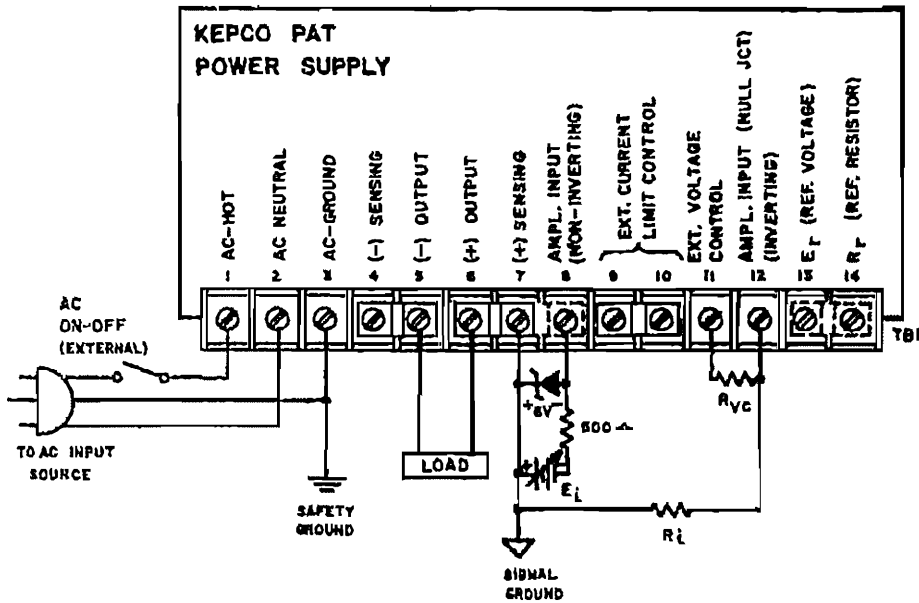 KEPCO PAT
POWER SUPPLY
AC-HOT
AC NEUTRAL
AC-GROUND
(-) SENSING
(-) OUTPUT
(+) OUTPUT
(+) SENSING
AMPL. INPUT
(NON-INVERTING)
EXT. CURRENT
LIMIT CONTROL
EXT. VOLTAGE
CONTROL
AMPL. INPUT (NULL JCT)
(INVERTING)
Er (REF. VOLTAGE)
Rr (REF. RESISTOR)
1 2 3 4 5 6 7 8 9 10 11 12 13 14
TB1
AC
ON-OFF
(EXTERNAL)
TO AC INPUT
SOURCE
SAFETY
GROUND
LOAD
+ 6V -
500 Ω
+ -
Ei
RVC
Ri
SIGNAL
GROUND